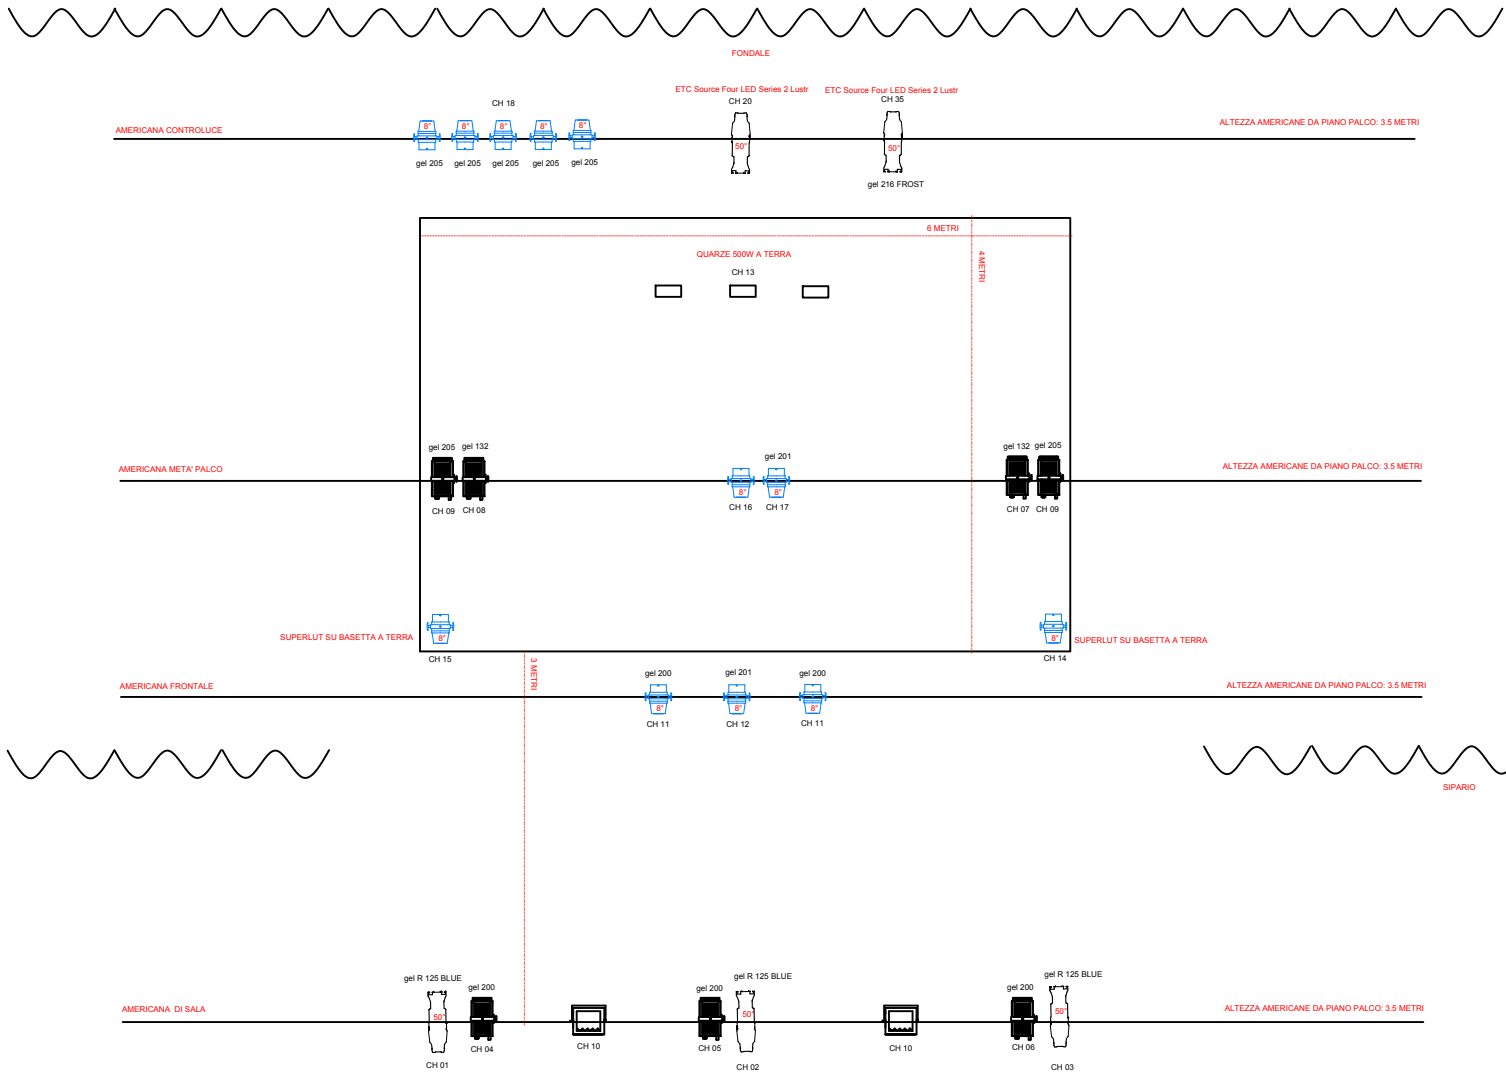 FONDALE
ETC Source Four LED Series 2 Lustr
ETC Source Four LED Series 2 Lustr
CH 18
CH 20
CH 35
AMERICANA CONTROLUCE
ALTEZZA AMERICANE DA PIANO PALCO: 3.5 METRI
8"
8"
8"
8"
8"
50°
50°
gel 205
gel 205
gel 205
gel 205
gel 205
gel 216 FROST
6 METRI
QUARZE 500W A TERRA
4 METRI
CH 13
gel 205
gel 132
gel 201
gel 132
gel 205
AMERICANA META' PALCO
ALTEZZA AMERICANE DA PIANO PALCO: 3.5 METRI
8"
8"
CH 09
CH 08
CH 16
CH 17
CH 07
CH 09
SUPERLUT SU BASETTA A TERRA
8"
8"
SUPERLUT SU BASETTA A TERRA
CH 15
CH 14
3 METRI
gel 200
gel 201
gel 200
AMERICANA FRONTALE
ALTEZZA AMERICANE DA PIANO PALCO: 3.5 METRI
8"
8"
8"
CH 11
CH 12
CH 11
SIPARIO
gel R 125 BLUE
gel 200
gel 200
gel R 125 BLUE
gel 200
gel R 125 BLUE
AMERICANA DI SALA
ALTEZZA AMERICANE DA PIANO PALCO: 3.5 METRI
50°
50°
50°
CH 01
CH 04
CH 10
CH 05
CH 02
CH 10
CH 06
CH 03